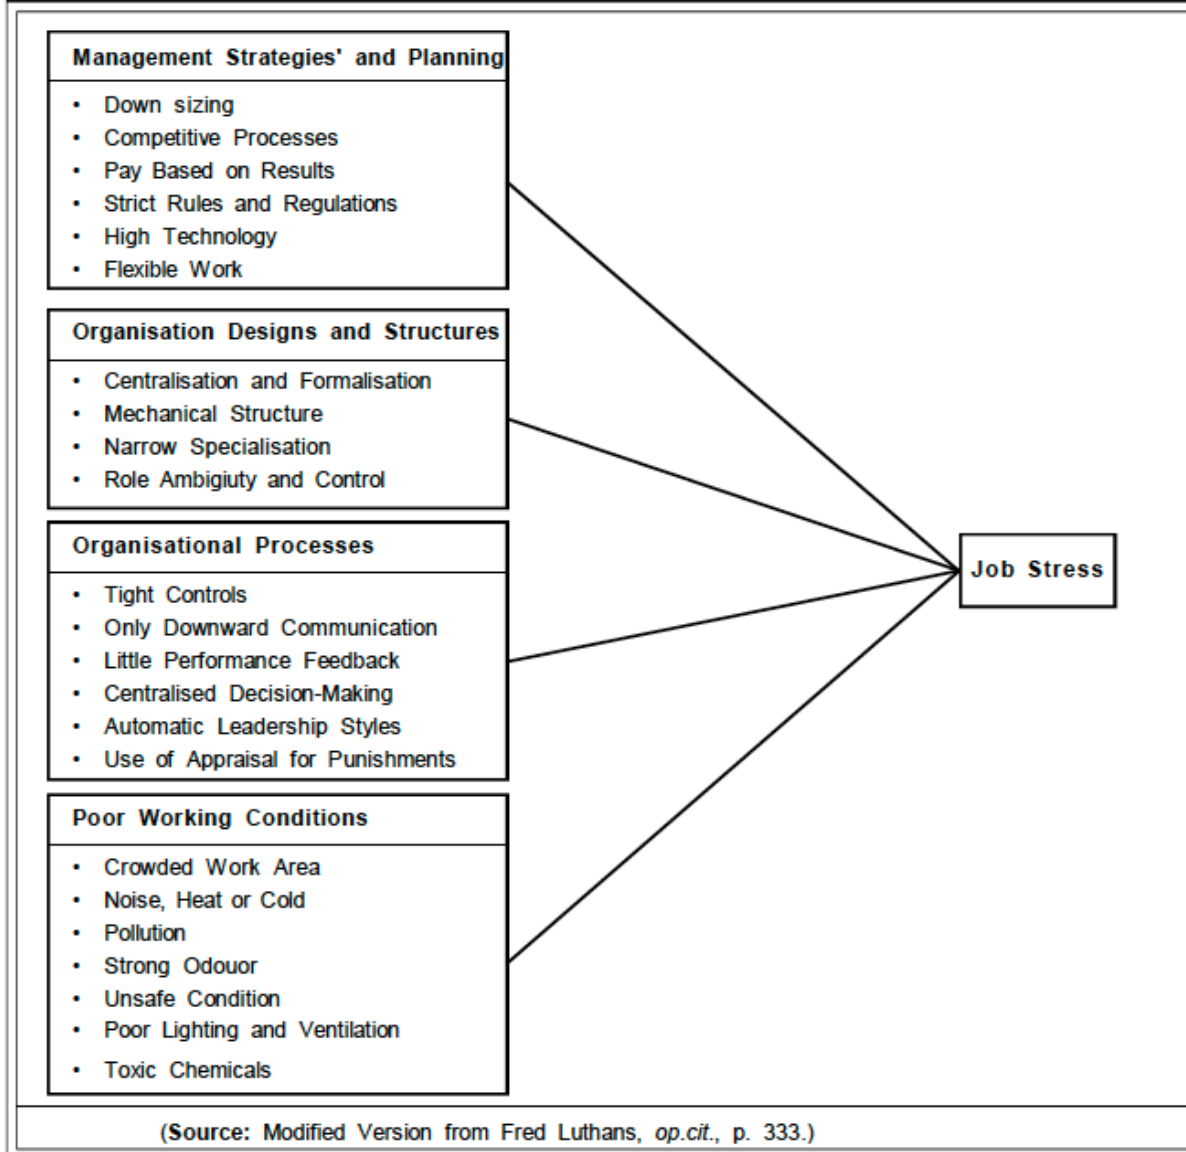 Management Strategies' and Planning
• Down sizing
• Competitive Processes
• Pay Based on Results
• Strict Rules and Regulations
• High Technology
• Flexible Work
Organisation Designs and Structures
• Centralisation and Formalisation
• Mechanical Structure
• Narrow Specialisation
• Role Ambigiuty and Control
Organisational Processes
• Tight Controls
• Only Downward Communication
• Little Performance Feedback
• Centralised Decision-Making
• Automatic Leadership Styles
• Use of Appraisal for Punishments
Poor Working Conditions
• Crowded Work Area
• Noise, Heat or Cold
• Pollution
• Strong Odouor
• Unsafe Condition
• Poor Lighting and Ventilation
• Toxic Chemicals
Job Stress
(Source: Modified Version from Fred Luthans, op.cit., p. 333.)